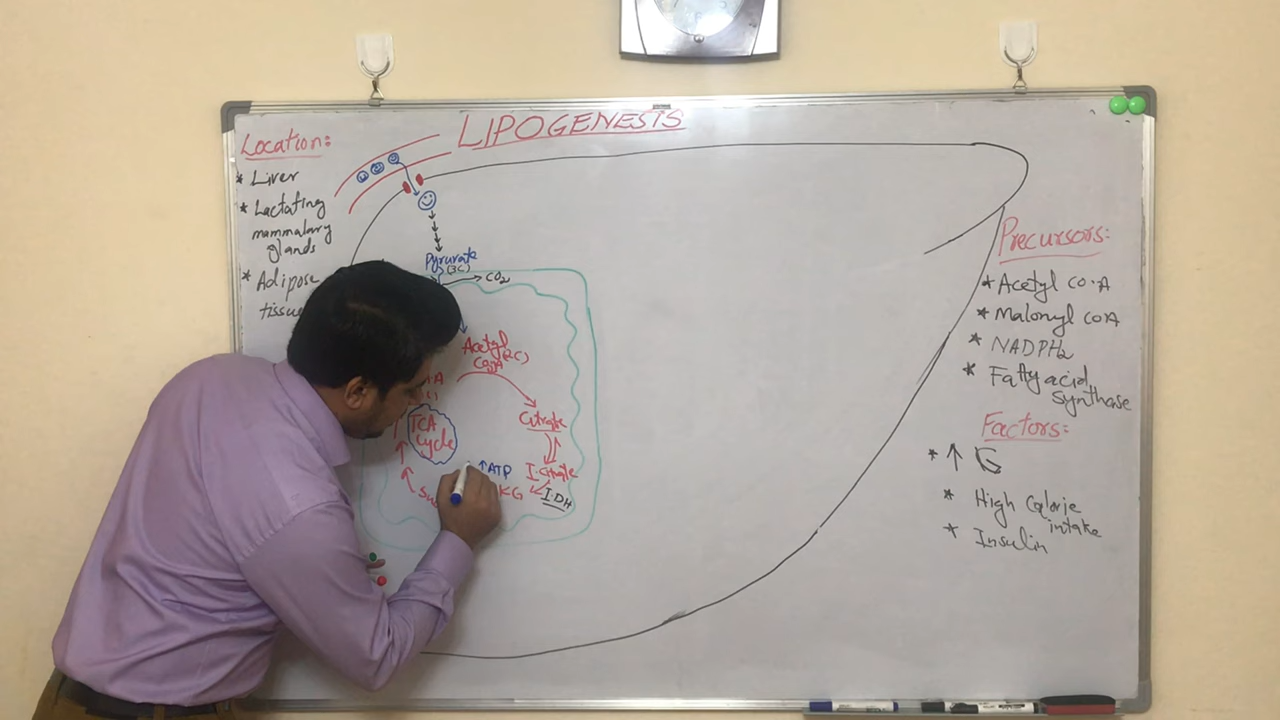 LIPOGENESIS
Location:
* Liver
* Lactating
mammalary
glands
* Adipose
tissue
Pyruvate
(3C)
CO2
Acetyl
CoA (2C)
Citrate
I.citrate
I.DH
KG
↑ATP
TCA
cycle
Precursors:
* Acetyl CO.A
* Malonyl COA
* NADPH2
* Fatty acid
synthase
Factors:
* ↑ G
* High Calorie
intake
* Insulin